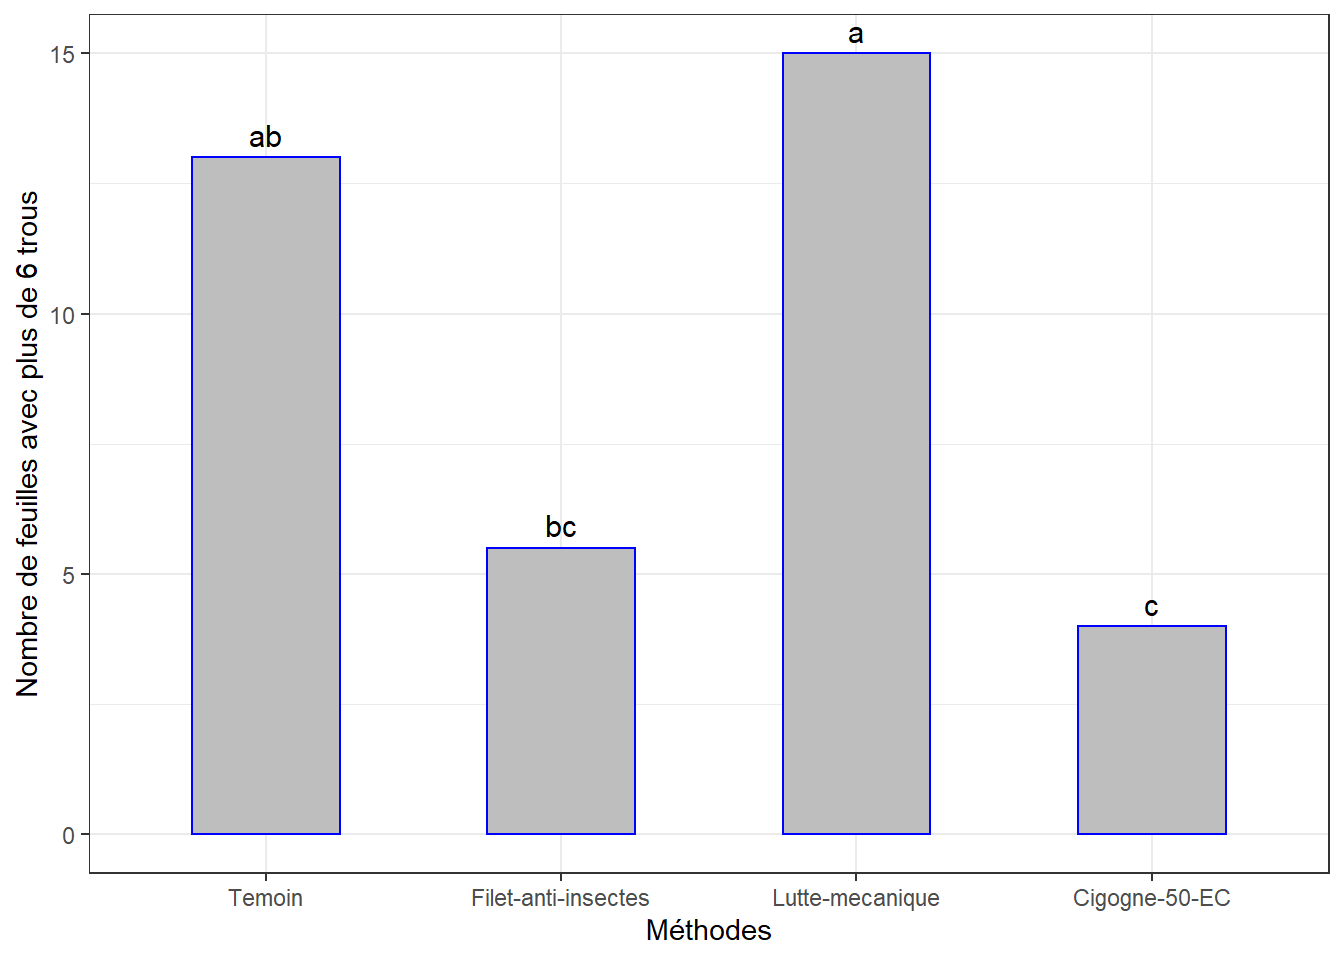 Nombre de feuilles avec plus de 6 trous
15
10
5
0
ab
bc
a
c
Temoin
Filet-anti-insectes
Lutte-mecanique
Cigogne-50-EC
Méthodes